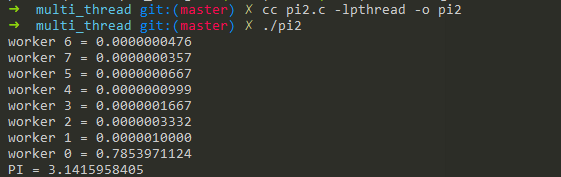 ➜ multi_thread git:(master) ✗ cc pi2.c -lpthread -o pi2
➜ multi_thread git:(master) ✗ ./pi2
worker 6 = 0.0000000476
worker 7 = 0.0000000357
worker 5 = 0.0000000667
worker 4 = 0.0000000999
worker 3 = 0.0000001667
worker 2 = 0.0000003332
worker 1 = 0.0000010000
worker 0 = 0.7853971124
PI = 3.1415958405